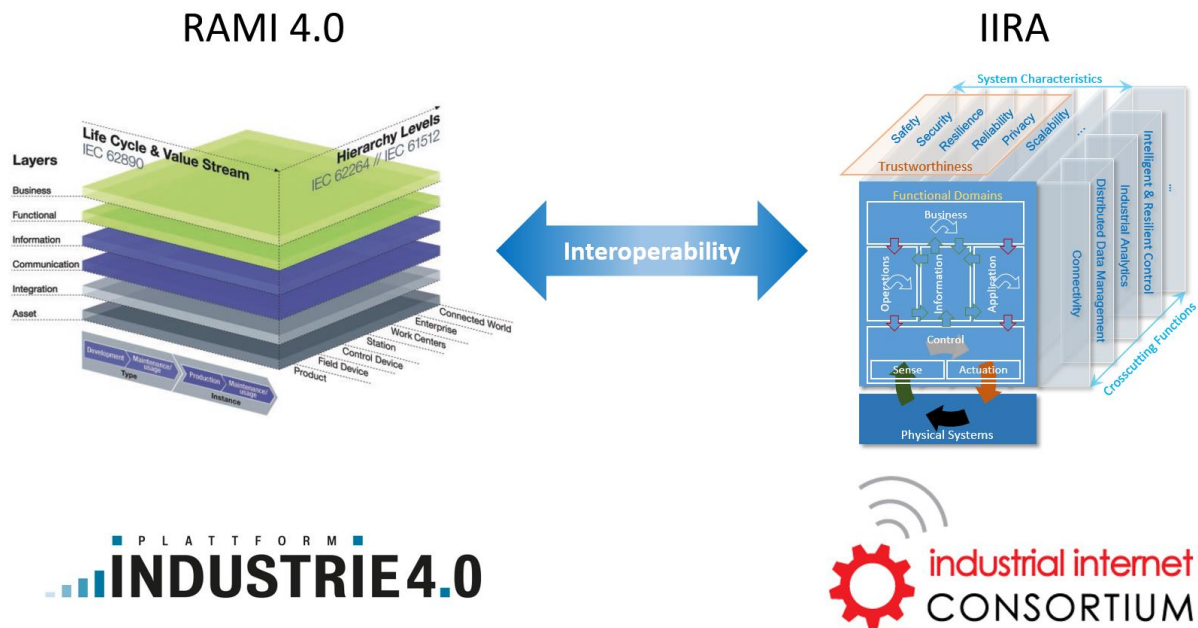 RAMI 4.0
IIRA
Life Cycle & Value Stream
IEC 62890
Hierarchy Levels
IEC 62264 // IEC 61512
Layers
Business
Functional
Information
Communication
Integration
Asset
Connected World
Enterprise
Work Centers
Station
Control Device
Field Device
Product
Development
Maintenance/
usage
Production
Maintenance/
usage
Type
Instance
Interoperability
System Characteristics
Safety
Security
Resilience
Reliability
Privacy
Scalability
...
Trustworthiness
Functional Domains
Business
Operations
Information
Application
Control
Sense
Actuation
Physical Systems
Connectivity
Distributed Data Management
Industrial Analytics
Intelligent & Resilient Control
...
Crosscutting Functions
PLATTFORM
INDUSTRIE4.0
industrial internet
CONSORTIUM